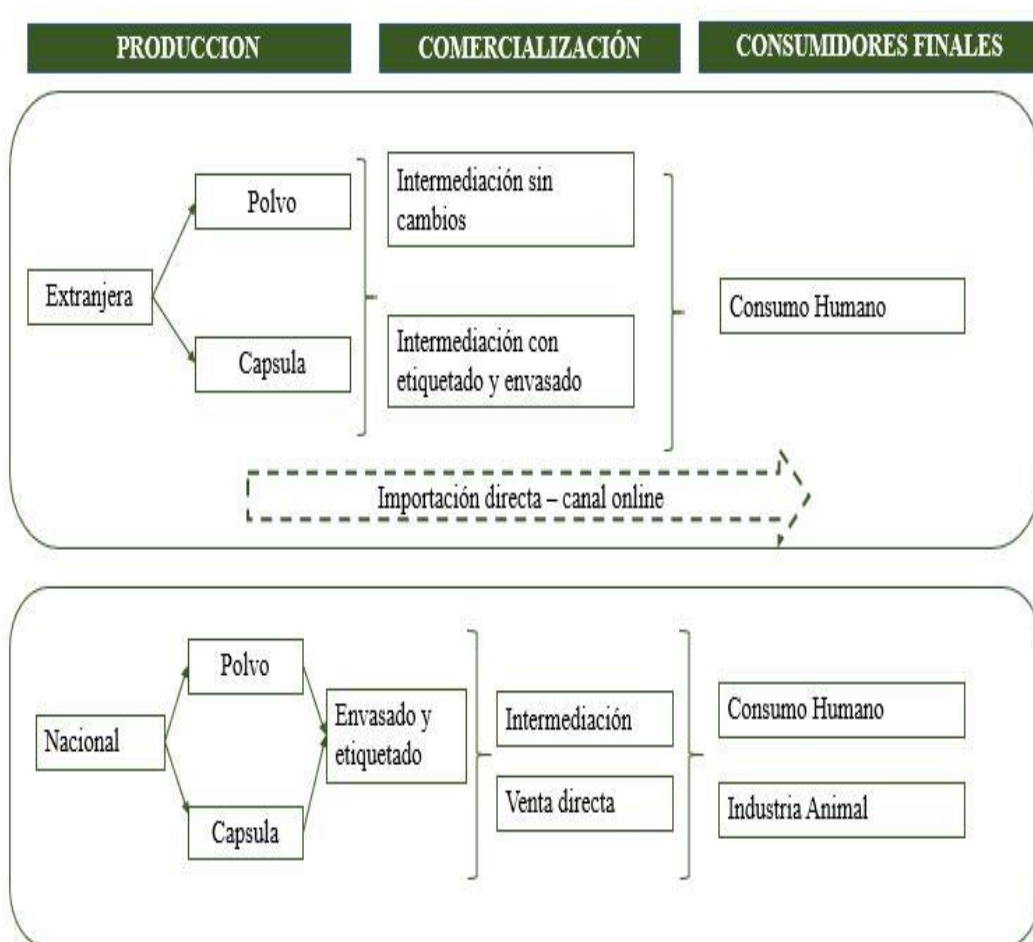 PRODUCCION
COMERCIALIZACIÓN
CONSUMIDORES FINALES
Extranjera
Polvo
Capsula
Intermediación sin
cambios
Intermediación con
etiquetado y envasado
Consumo Humano
Importación directa – canal online
Nacional
Polvo
Capsula
Envasado y
etiquetado
Intermediación
Venta directa
Consumo Humano
Industria Animal